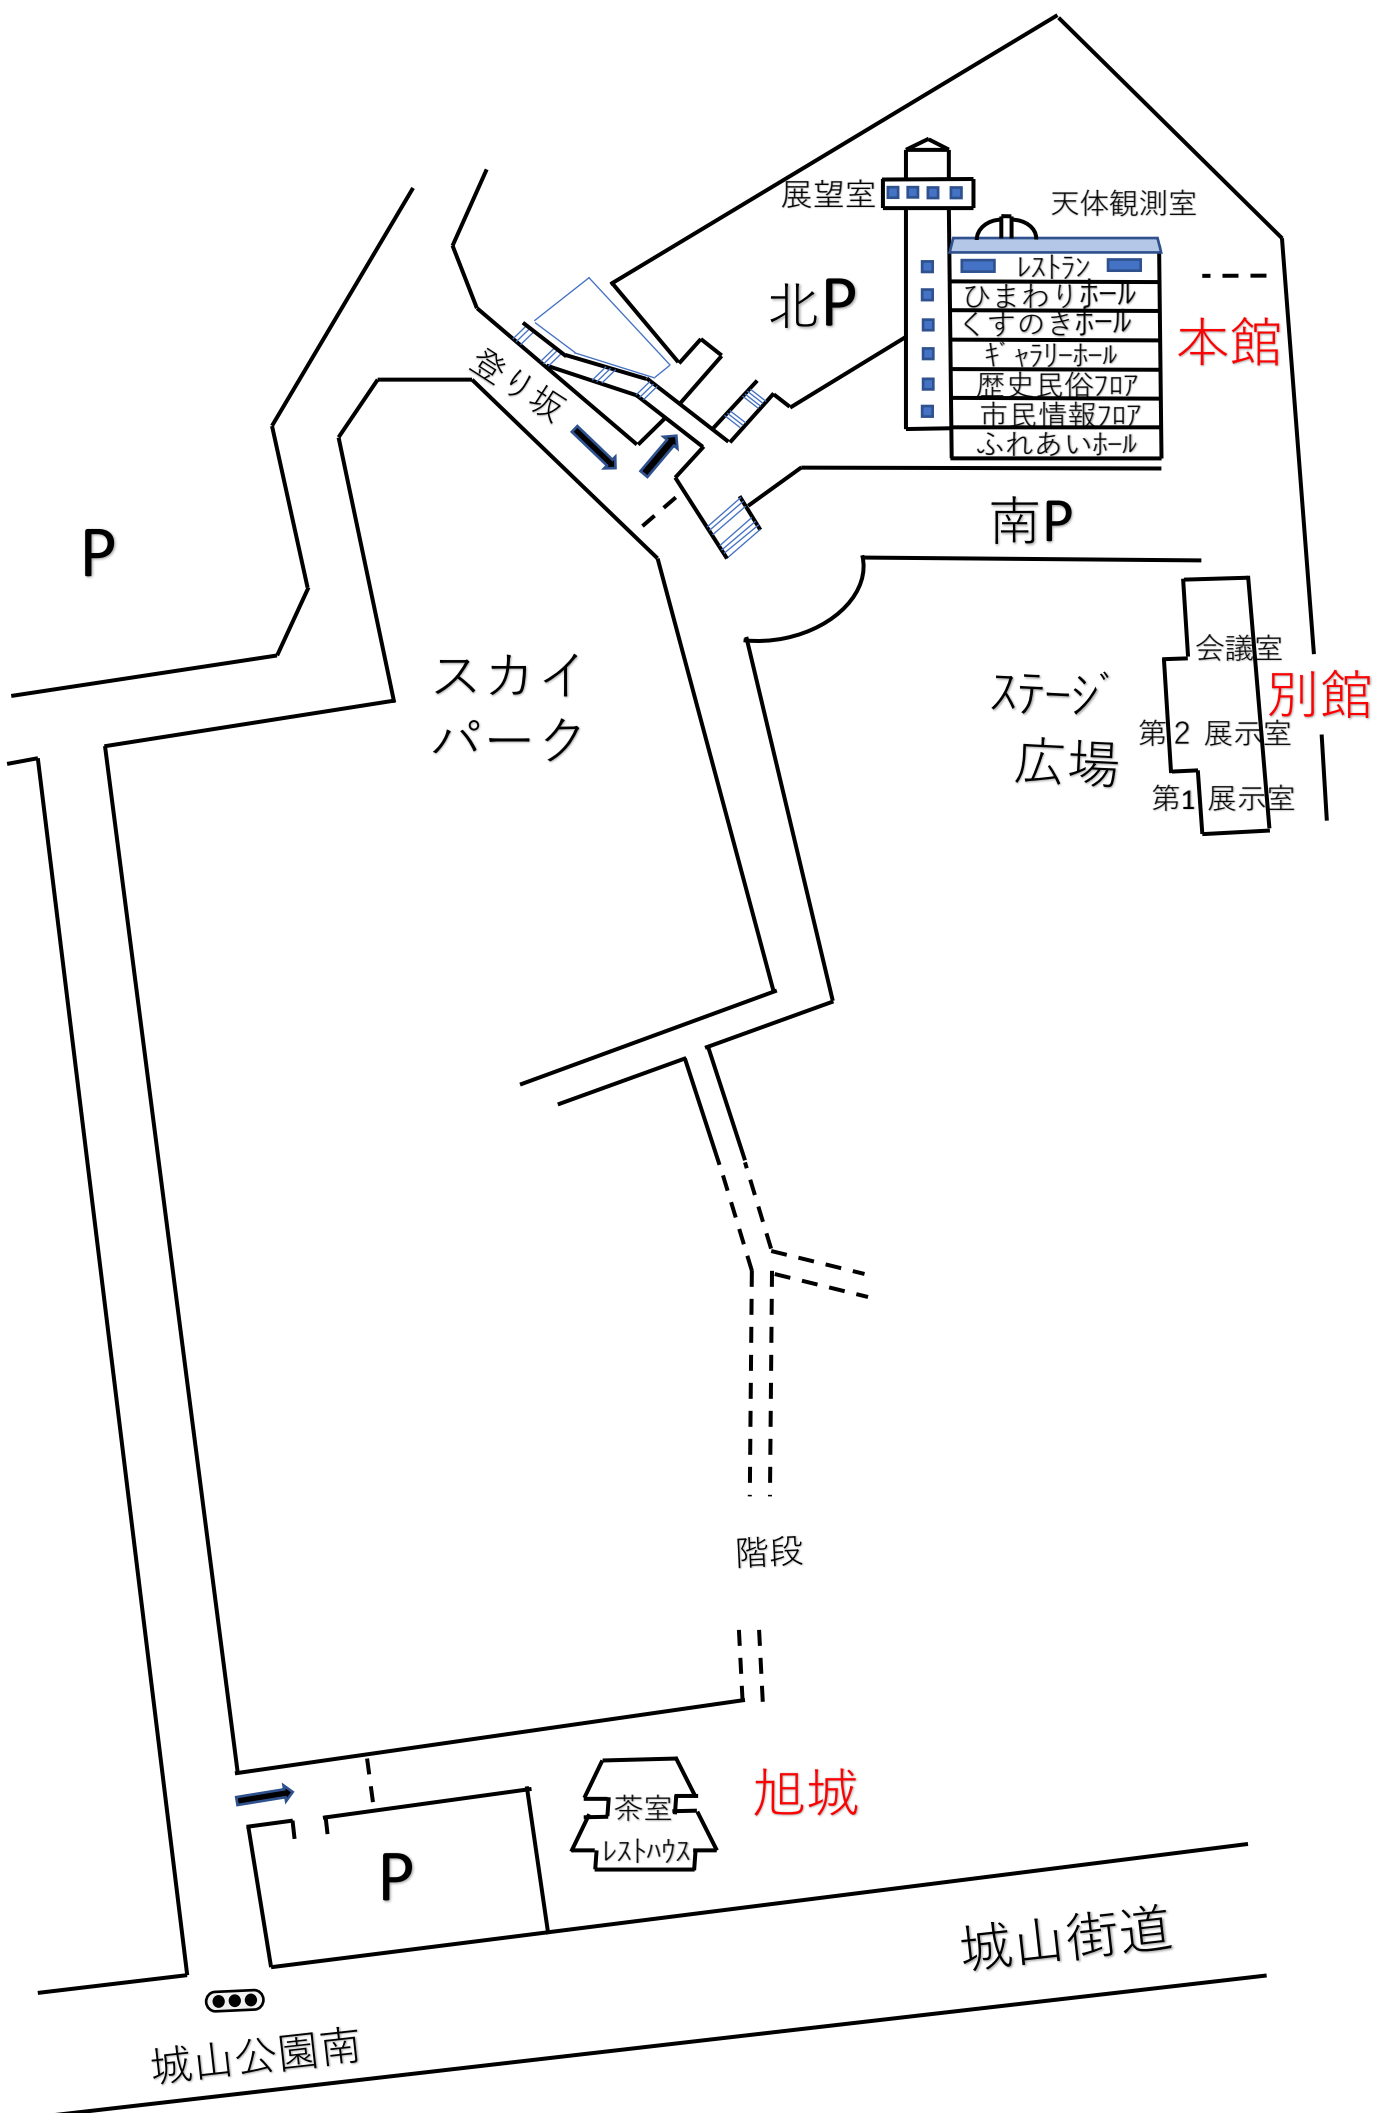 展望室
天体観測室
北P
レストラン
ひまわりホール
くすのきホール
ギャラリーホール
歴史民俗フロア
市民情報フロア
ふれあいホール
本館
登り坂
南P
P
スカイ
パーク
会議室
ステージ
広場
別館
第2 展示室
第1 展示室
階段
茶室
レストハウス
旭城
P
城山街道
城山公園南